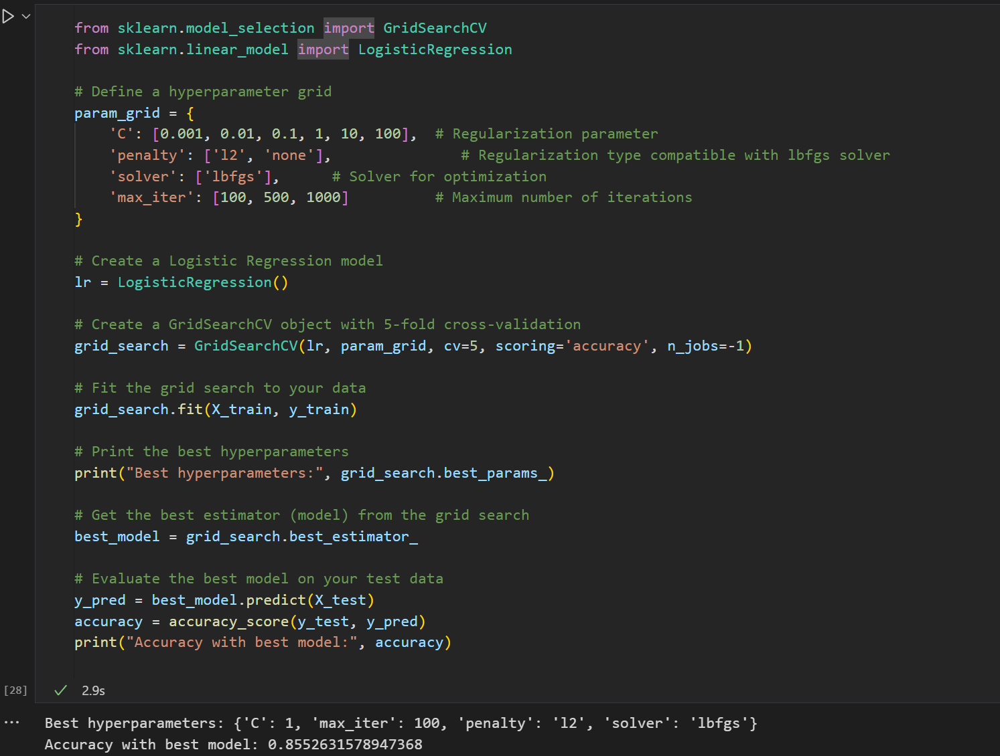 from sklearn.model_selection import GridSearchCV
from sklearn.linear_model import LogisticRegression
# Define a hyperparameter grid
param_grid = {
    'C': [0.001, 0.01, 0.1, 1, 10, 100],  # Regularization parameter
    'penalty': ['l2', 'none'],               # Regularization type compatible with lbfgs solver
    'solver': ['lbfgs'],      # Solver for optimization
    'max_iter': [100, 500, 1000]          # Maximum number of iterations
}
# Create a Logistic Regression model
lr = LogisticRegression()
# Create a GridSearchCV object with 5-fold cross-validation
grid_search = GridSearchCV(lr, param_grid, cv=5, scoring='accuracy', n_jobs=-1)
# Fit the grid search to your data
grid_search.fit(X_train, y_train)
# Print the best hyperparameters
print("Best hyperparameters:", grid_search.best_params_)
# Get the best estimator (model) from the grid search
best_model = grid_search.best_estimator_
# Evaluate the best model on your test data
y_pred = best_model.predict(X_test)
accuracy = accuracy_score(y_test, y_pred)
print("Accuracy with best model:", accuracy)
[28] 2.9s
Best hyperparameters: {'C': 1, 'max_iter': 100, 'penalty': 'l2', 'solver': 'lbfgs'}
Accuracy with best model: 0.8552631578947368